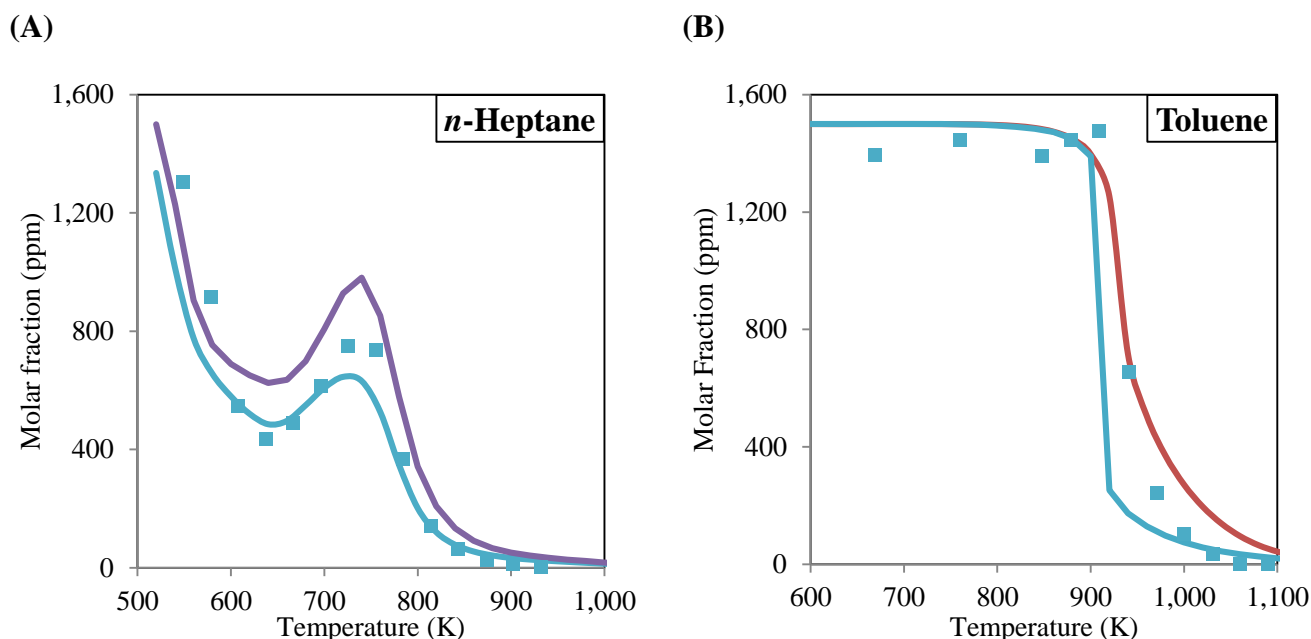 (A)
(B)
1,600
1,200
800
400
0
Molar fraction (ppm)
n-Heptane
500
600
700
800
900
1,000
Temperature (K)
1,600
1,200
800
400
0
Molar Fraction (ppm)
Toluene
600
700
800
900
1,000
1,100
Temperature (K)